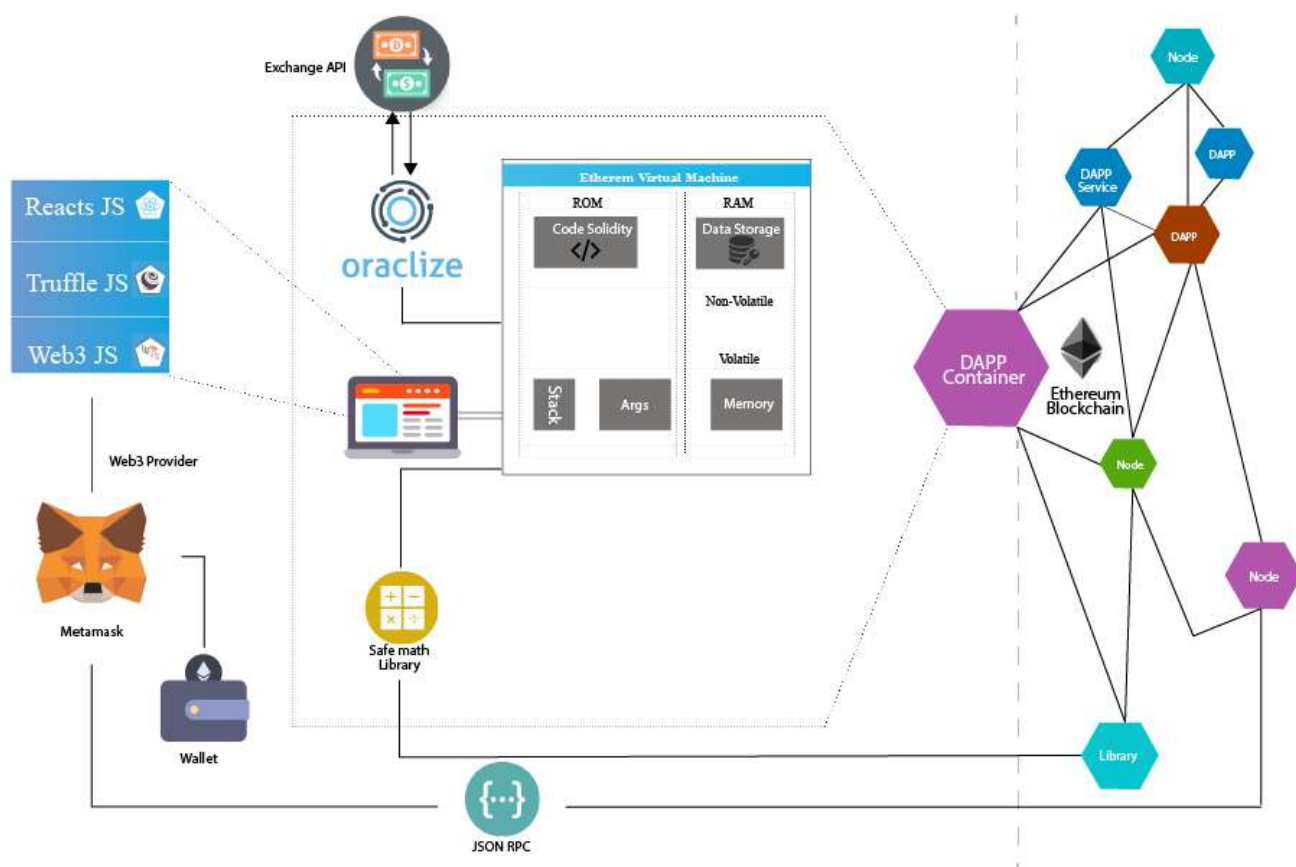 Exchange API
Node
DAPP
Service
DAPP
Etherem Virtual Machine
Reacts JS
ROM
RAM
Code Solidity
</>
Data Storage
DAPP
oraclize
Truffle JS
Non-Volatile
Web3 JS
Volatile
DAPP
Container
Ethereum
Blockchain
Stack
Args
Memory
Web3 Provider
Node
Node
Metamask
Safe math
Library
Wallet
Library
{...}
JSON RPC